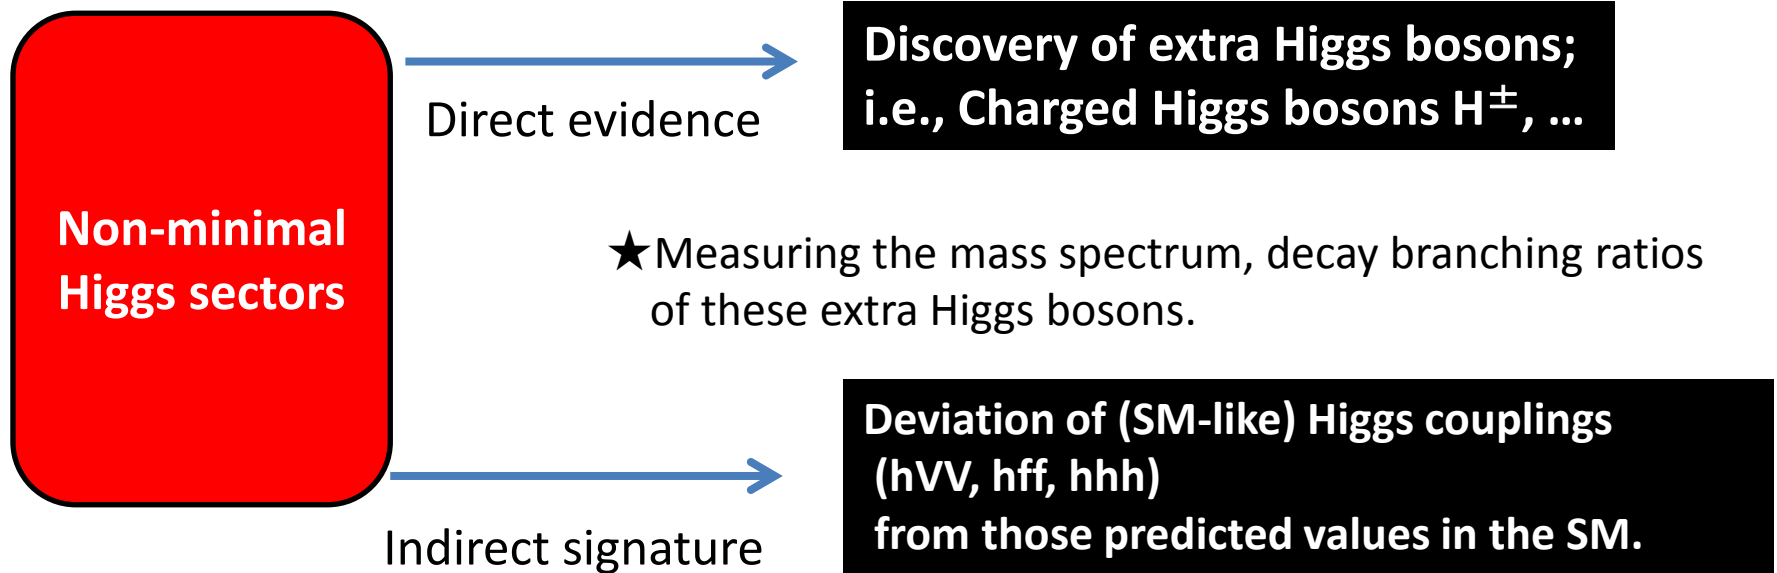 Non-minimal
Higgs sectors
Direct evidence
Discovery of extra Higgs bosons;
i.e., Charged Higgs bosons H±, ...
★Measuring the mass spectrum, decay branching ratios
of these extra Higgs bosons.
Indirect signature
Deviation of (SM-like) Higgs couplings
(hVV, hff, hhh)
from those predicted values in the SM.